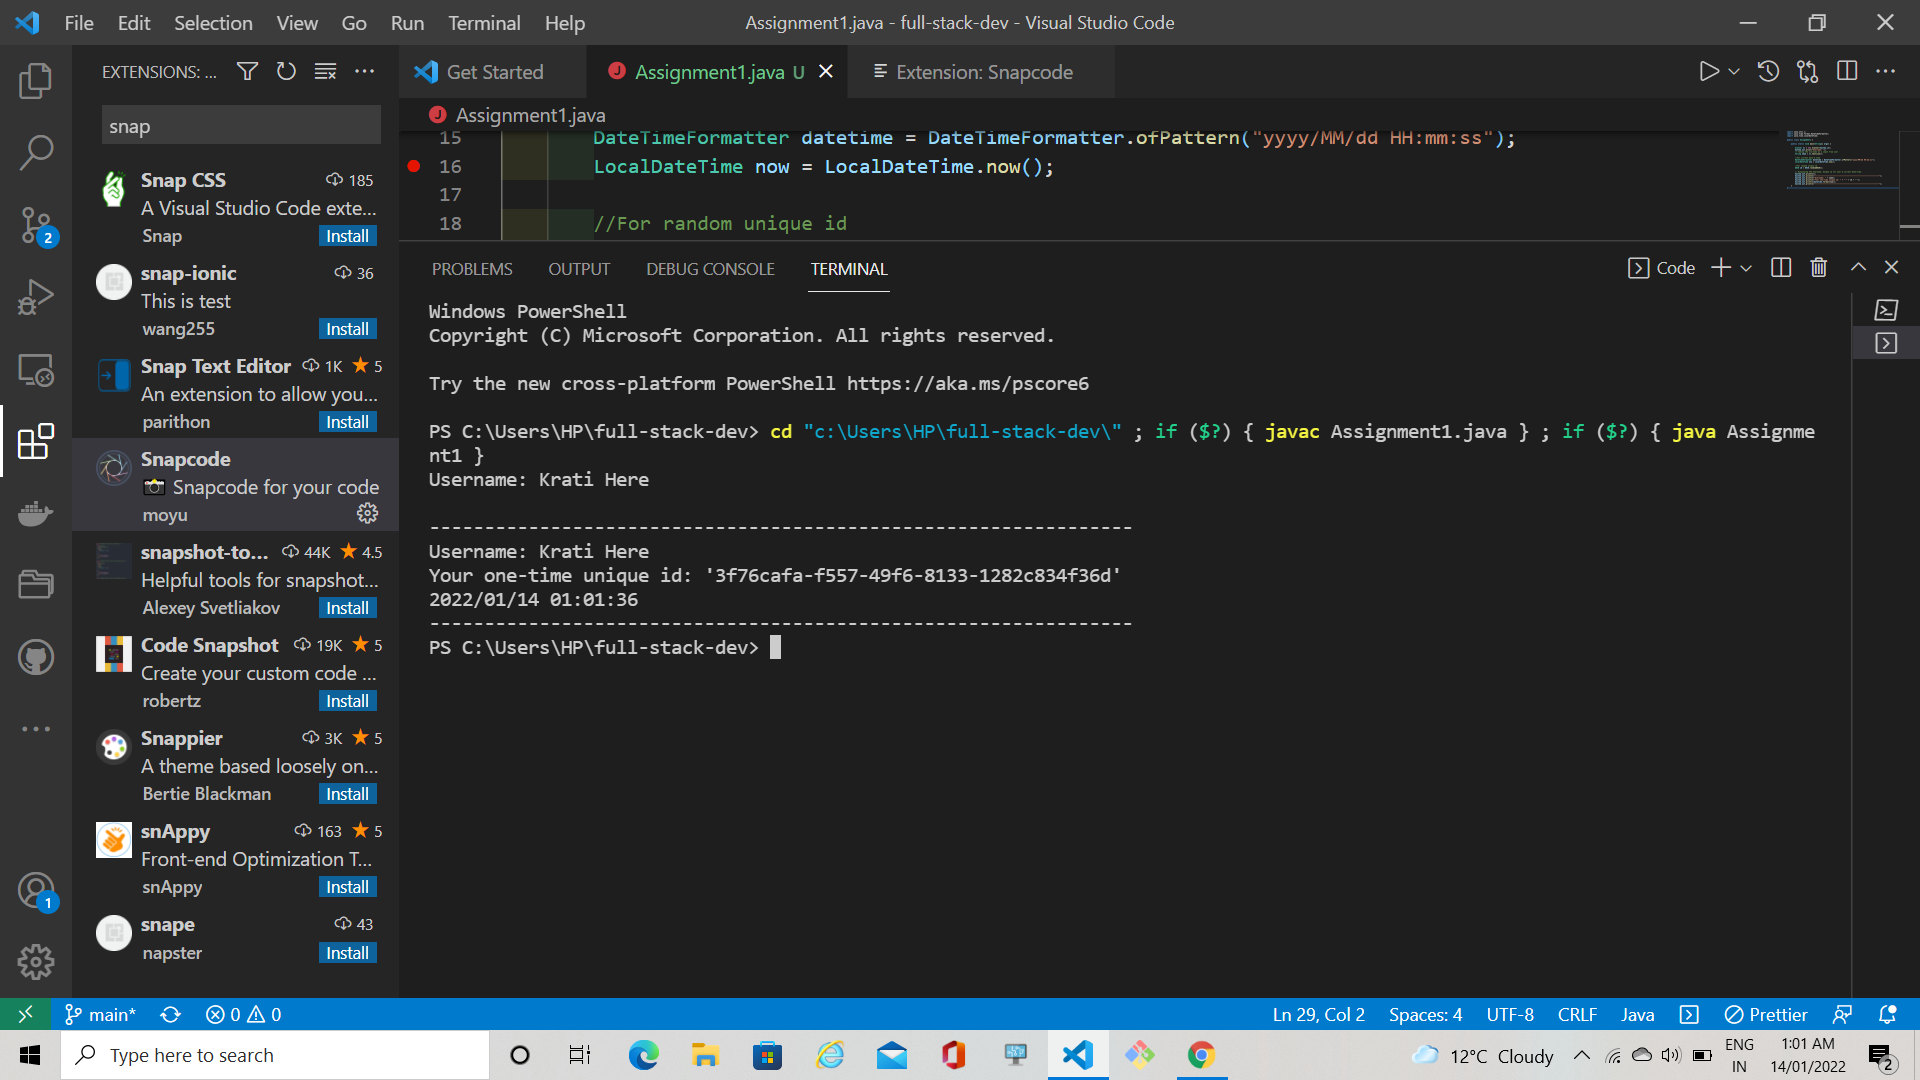 File Edit Selection View Go Run Terminal Help
Assignment1.java - full-stack-dev - Visual Studio Code
EXTENSIONS: ...
snap
Snap CSS 185
A Visual Studio Code exte...
Snap Install
snap-ionic 36
This is test
wang255 Install
Snap Text Editor 1K 5
An extension to allow you...
parithon Install
Snapcode
Snapcode for your code
moyu
snapshot-to... 44K 4.5
Helpful tools for snapshot...
Alexey Svetliakov Install
Code Snapshot 19K 5
Create your custom code ...
robertz Install
Snappier 3K 5
A theme based loosely on...
Bertie Blackman Install
snAppy 163 5
Front-end Optimization T...
snAppy Install
snape 43
napster Install
2
1
Get Started Assignment1.java U Extension: Snapcode
Assignment1.java
15 DateTimeFormatter datetime = DateTimeFormatter.ofPattern("yyyy/MM/dd HH:mm:ss");
16 LocalDateTime now = LocalDateTime.now();
17
18 //For random unique id
PROBLEMS OUTPUT DEBUG CONSOLE TERMINAL Code
Windows PowerShell
Copyright (C) Microsoft Corporation. All rights reserved.
Try the new cross-platform PowerShell https://aka.ms/pscore6
PS C:\Users\HP\full-stack-dev> cd "c:\Users\HP\full-stack-dev\" ; if ($?) { javac Assignment1.java } ; if ($?) { java Assignme
nt1 }
Username: Krati Here
----------------------------------------------------------------
Username: Krati Here
Your one-time unique id: '3f76cafa-f557-49f6-8133-1282c834f36d'
2022/01/14 01:01:36
----------------------------------------------------------------
PS C:\Users\HP\full-stack-dev>
main* 0 0 Ln 29, Col 2 Spaces: 4 UTF-8 CRLF Java Prettier
Type here to search
12°C Cloudy
ENG
IN
1:01 AM
14/01/2022
2